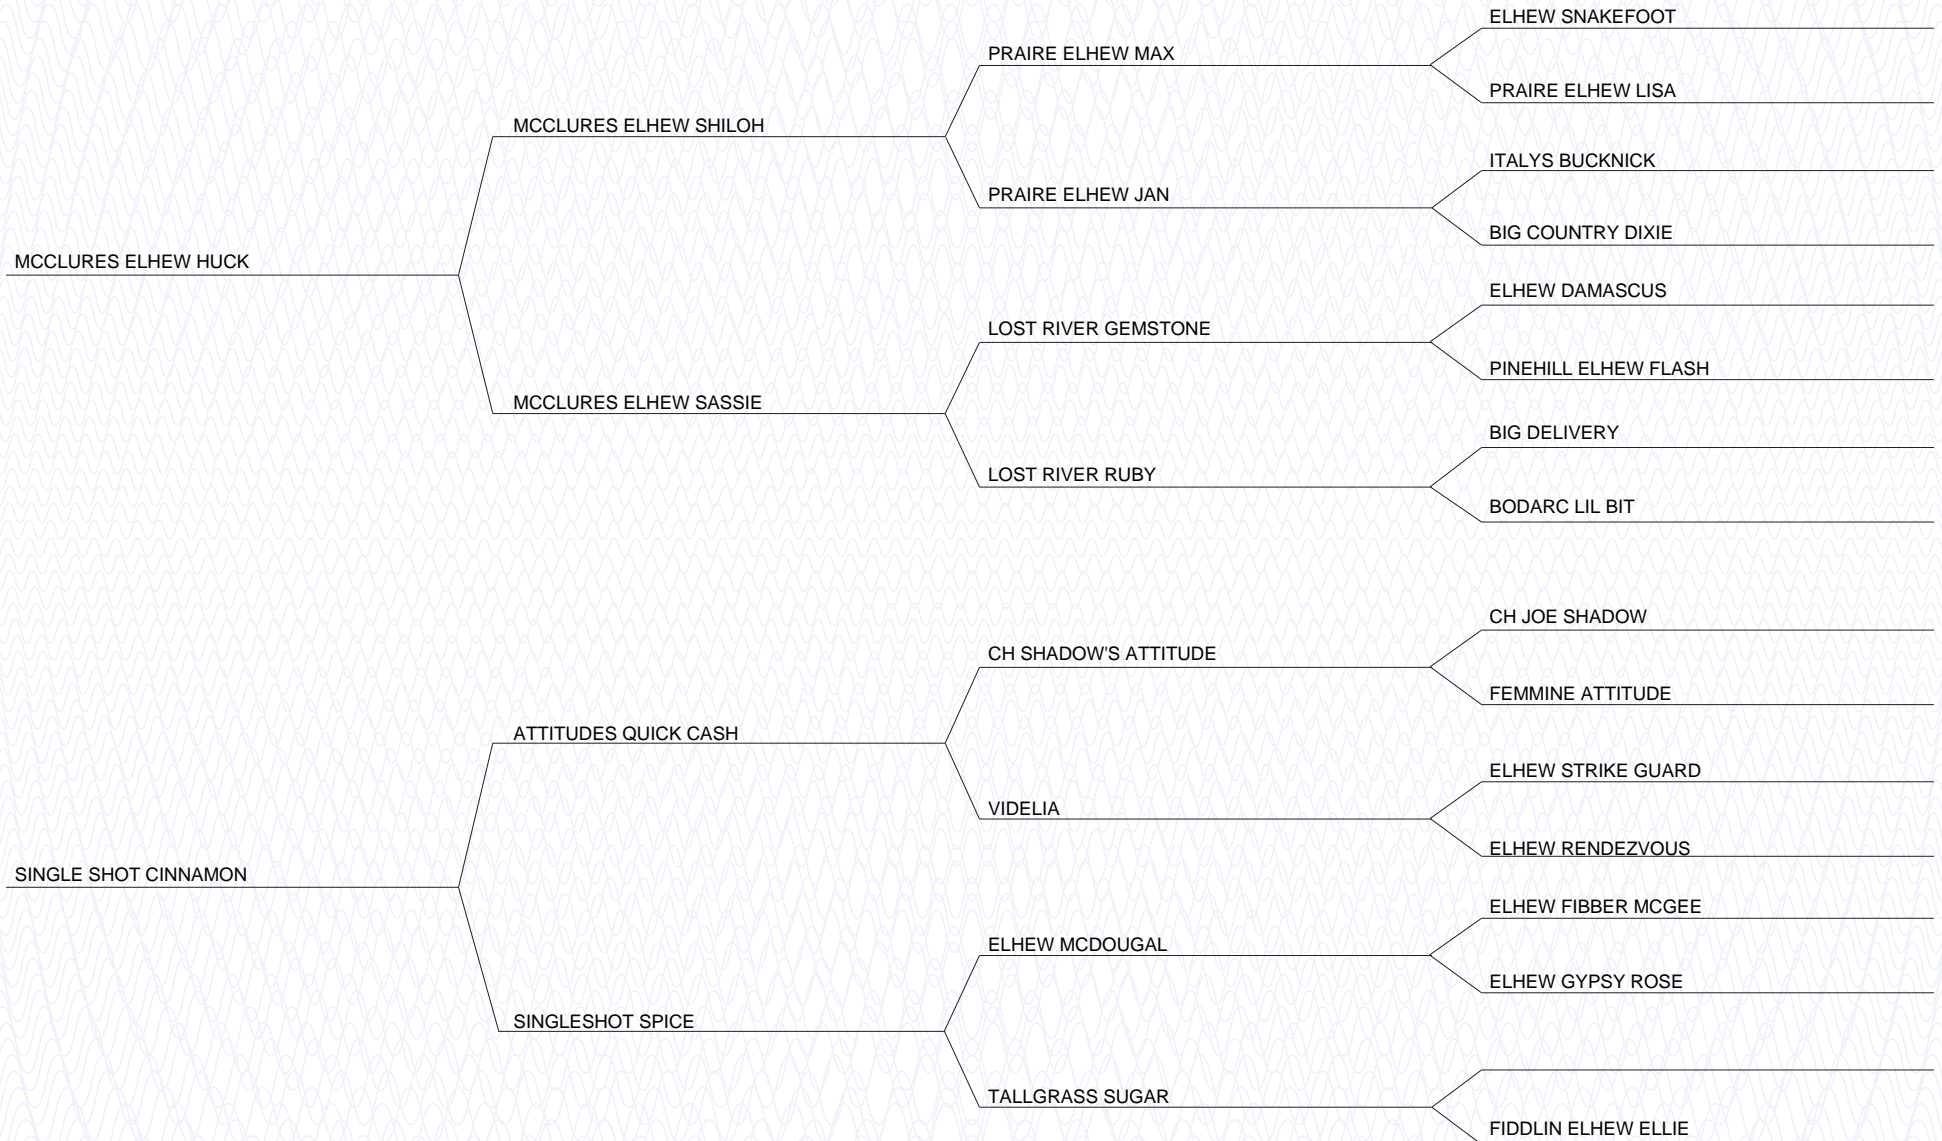 ELHEW SNAKEFOOT
PRAIRE ELHEW MAX
PRAIRE ELHEW LISA
MCCLURES ELHEW SHILOH
ITALYS BUCKNICK
PRAIRE ELHEW JAN
BIG COUNTRY DIXIE
MCCLURES ELHEW HUCK
ELHEW DAMASCUS
LOST RIVER GEMSTONE
PINEHILL ELHEW FLASH
MCCLURES ELHEW SASSIE
BIG DELIVERY
LOST RIVER RUBY
BODARC LIL BIT
CH JOE SHADOW
CH SHADOW'S ATTITUDE
FEMMINE ATTITUDE
ATTITUDES QUICK CASH
ELHEW STRIKE GUARD
VIDELIA
ELHEW RENDEZVOUS
SINGLE SHOT CINNAMON
ELHEW FIBBER MCGEE
ELHEW MCDOUGAL
ELHEW GYPSY ROSE
SINGLESHOT SPICE
TALLGRASS SUGAR
FIDDLIN ELHEW ELLIE